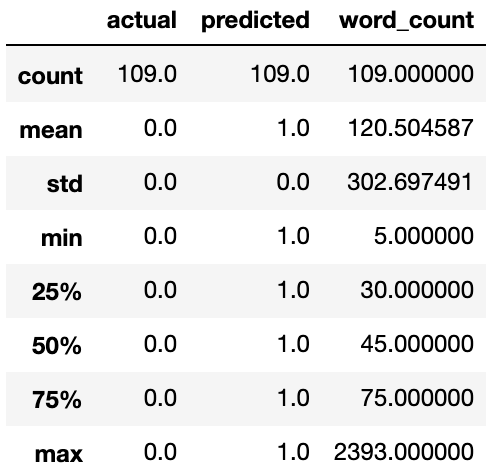 actual predicted word_count
count 109.0 109.0 109.000000
mean 0.0 1.0 120.504587
std 0.0 0.0 302.697491
min 0.0 1.0 5.000000
25% 0.0 1.0 30.000000
50% 0.0 1.0 45.000000
75% 0.0 1.0 75.000000
max 0.0 1.0 2393.000000